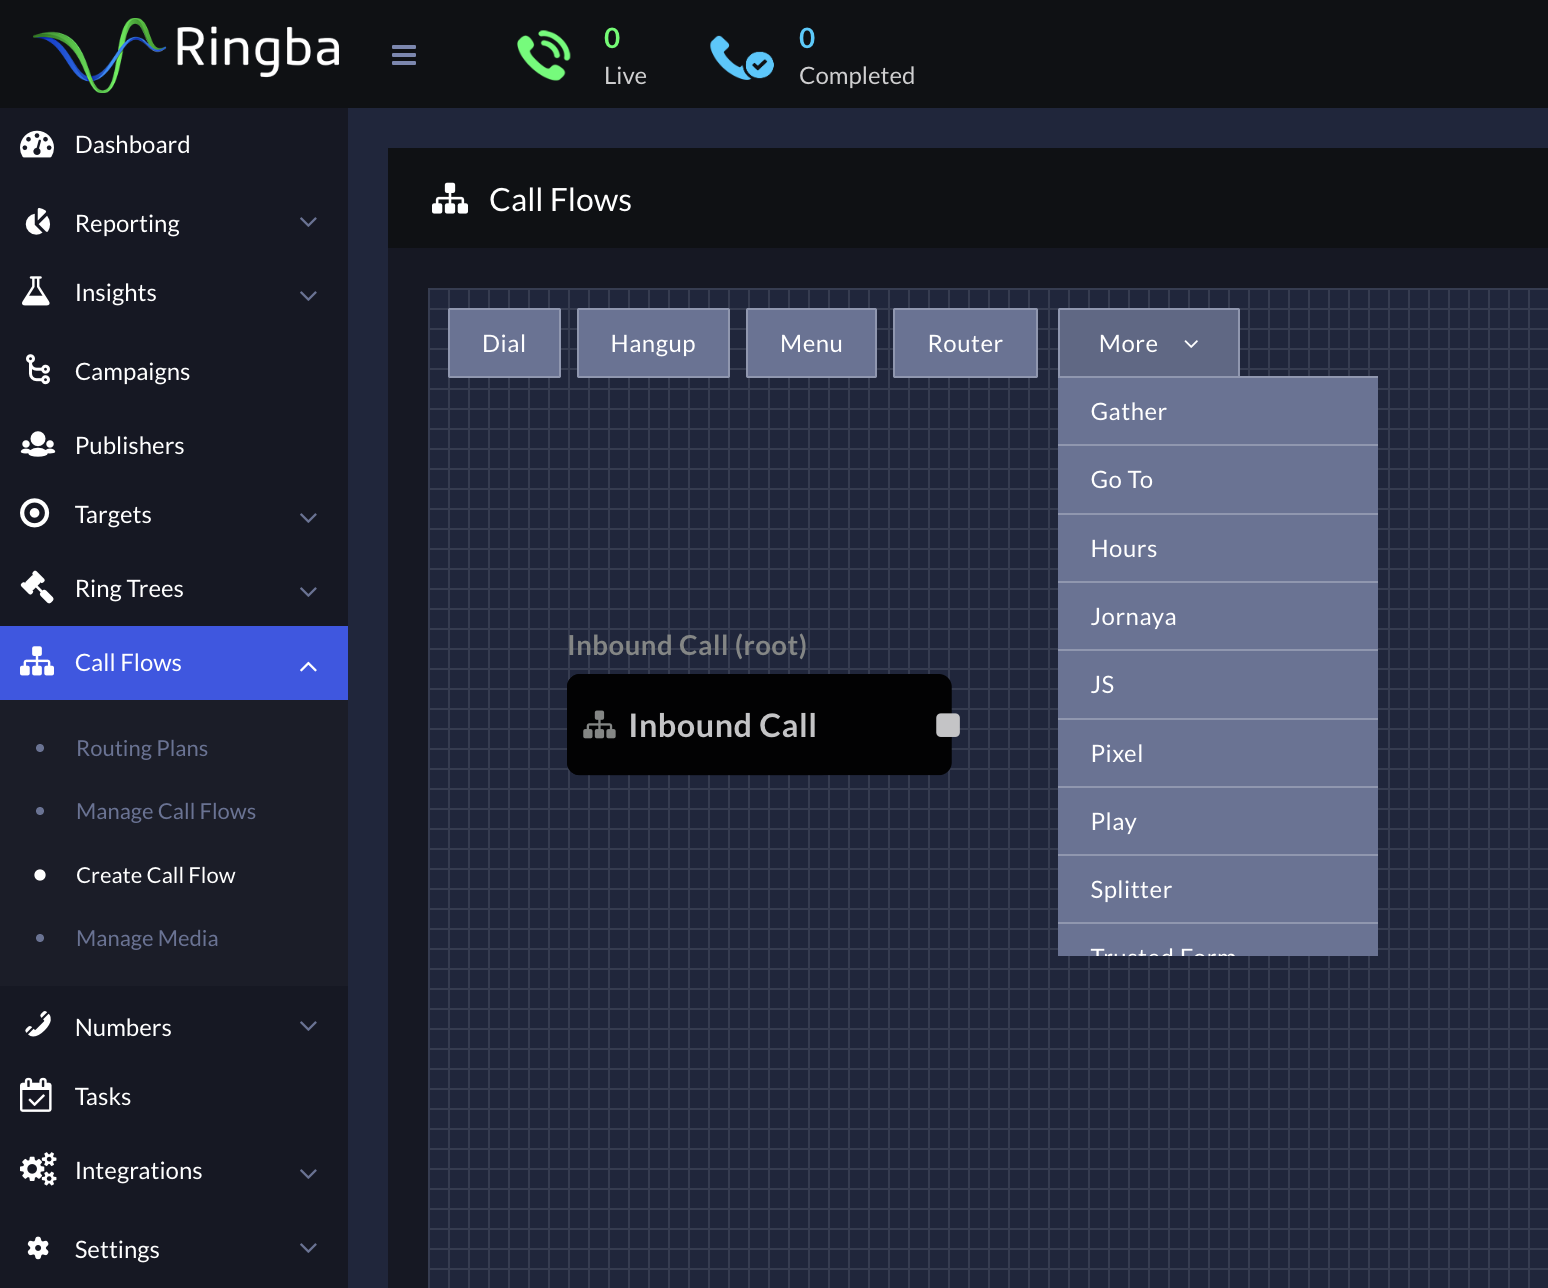 Ringba
0
Live
0
Completed
Dashboard
Reporting
Insights
Campaigns
Publishers
Targets
Ring Trees
Call Flows
Routing Plans
Manage Call Flows
Create Call Flow
Manage Media
Numbers
Tasks
Integrations
Settings
Call Flows
Dial Hangup Menu Router More
Gather
Go To
Hours
Jornaya
JS
Pixel
Play
Splitter
Trusted Form
Inbound Call (root)
Inbound Call